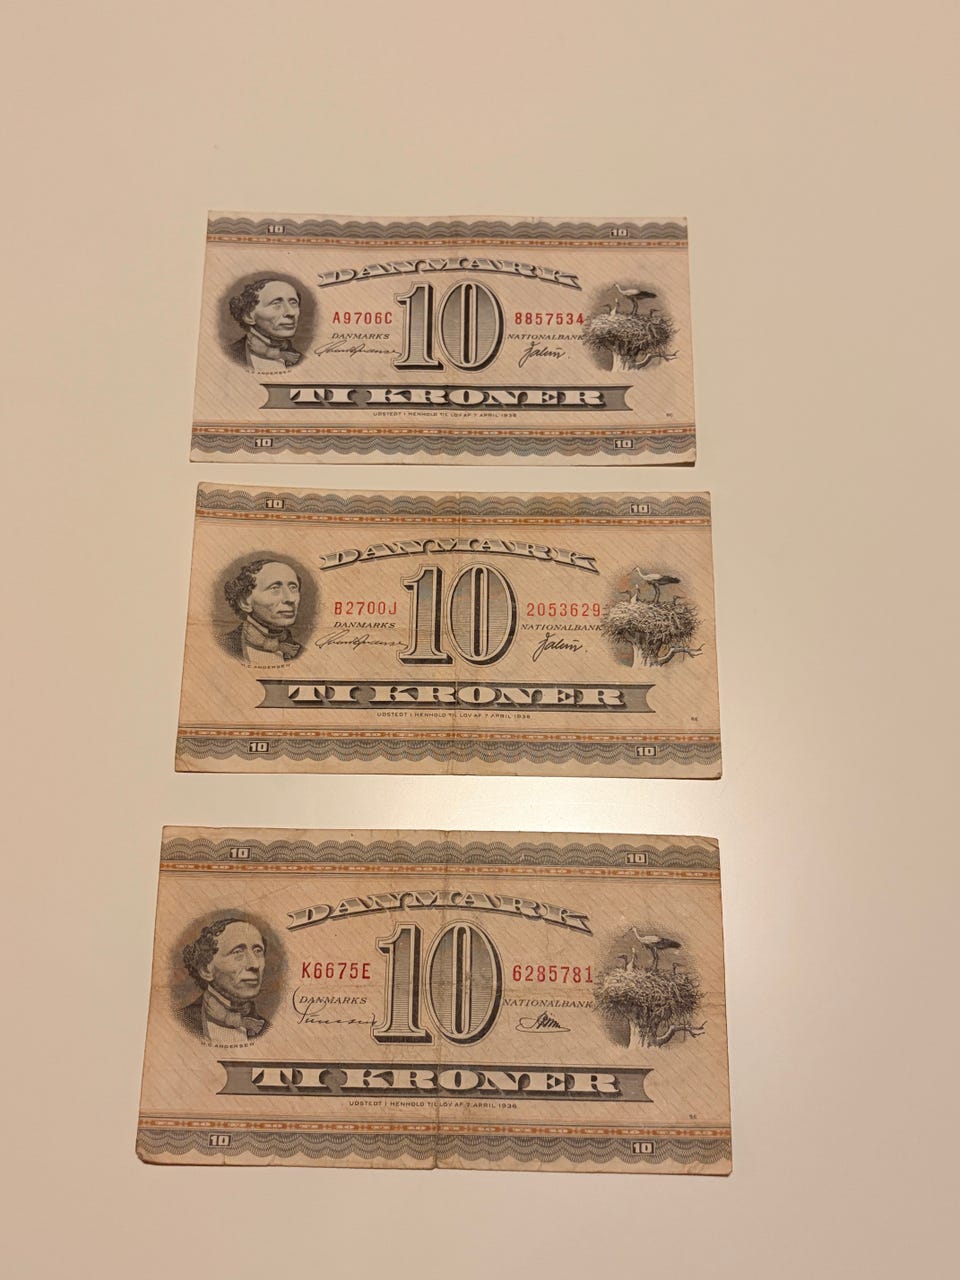 10 10
DANMARK
10
A9706C 8857534
DANMARKS NATIONALBANK
H.C. ANDERSEN
TI KRONER
UDSTEDT I HENHOLD TIL LOV AF 7 APRIL 1936
10 10
10 10
DANMARK
10
B2700J 2053629
DANMARKS NATIONALBANK
H.C. ANDERSEN
TI KRONER
UDSTEDT I HENHOLD TIL LOV AF 7 APRIL 1936
10 10
10 10
DANMARK
10
K6675E 6285781
DANMARKS NATIONALBANK
H.C. ANDERSEN
TI KRONER
UDSTEDT I HENHOLD TIL LOV AF 7 APRIL 1936
10 10